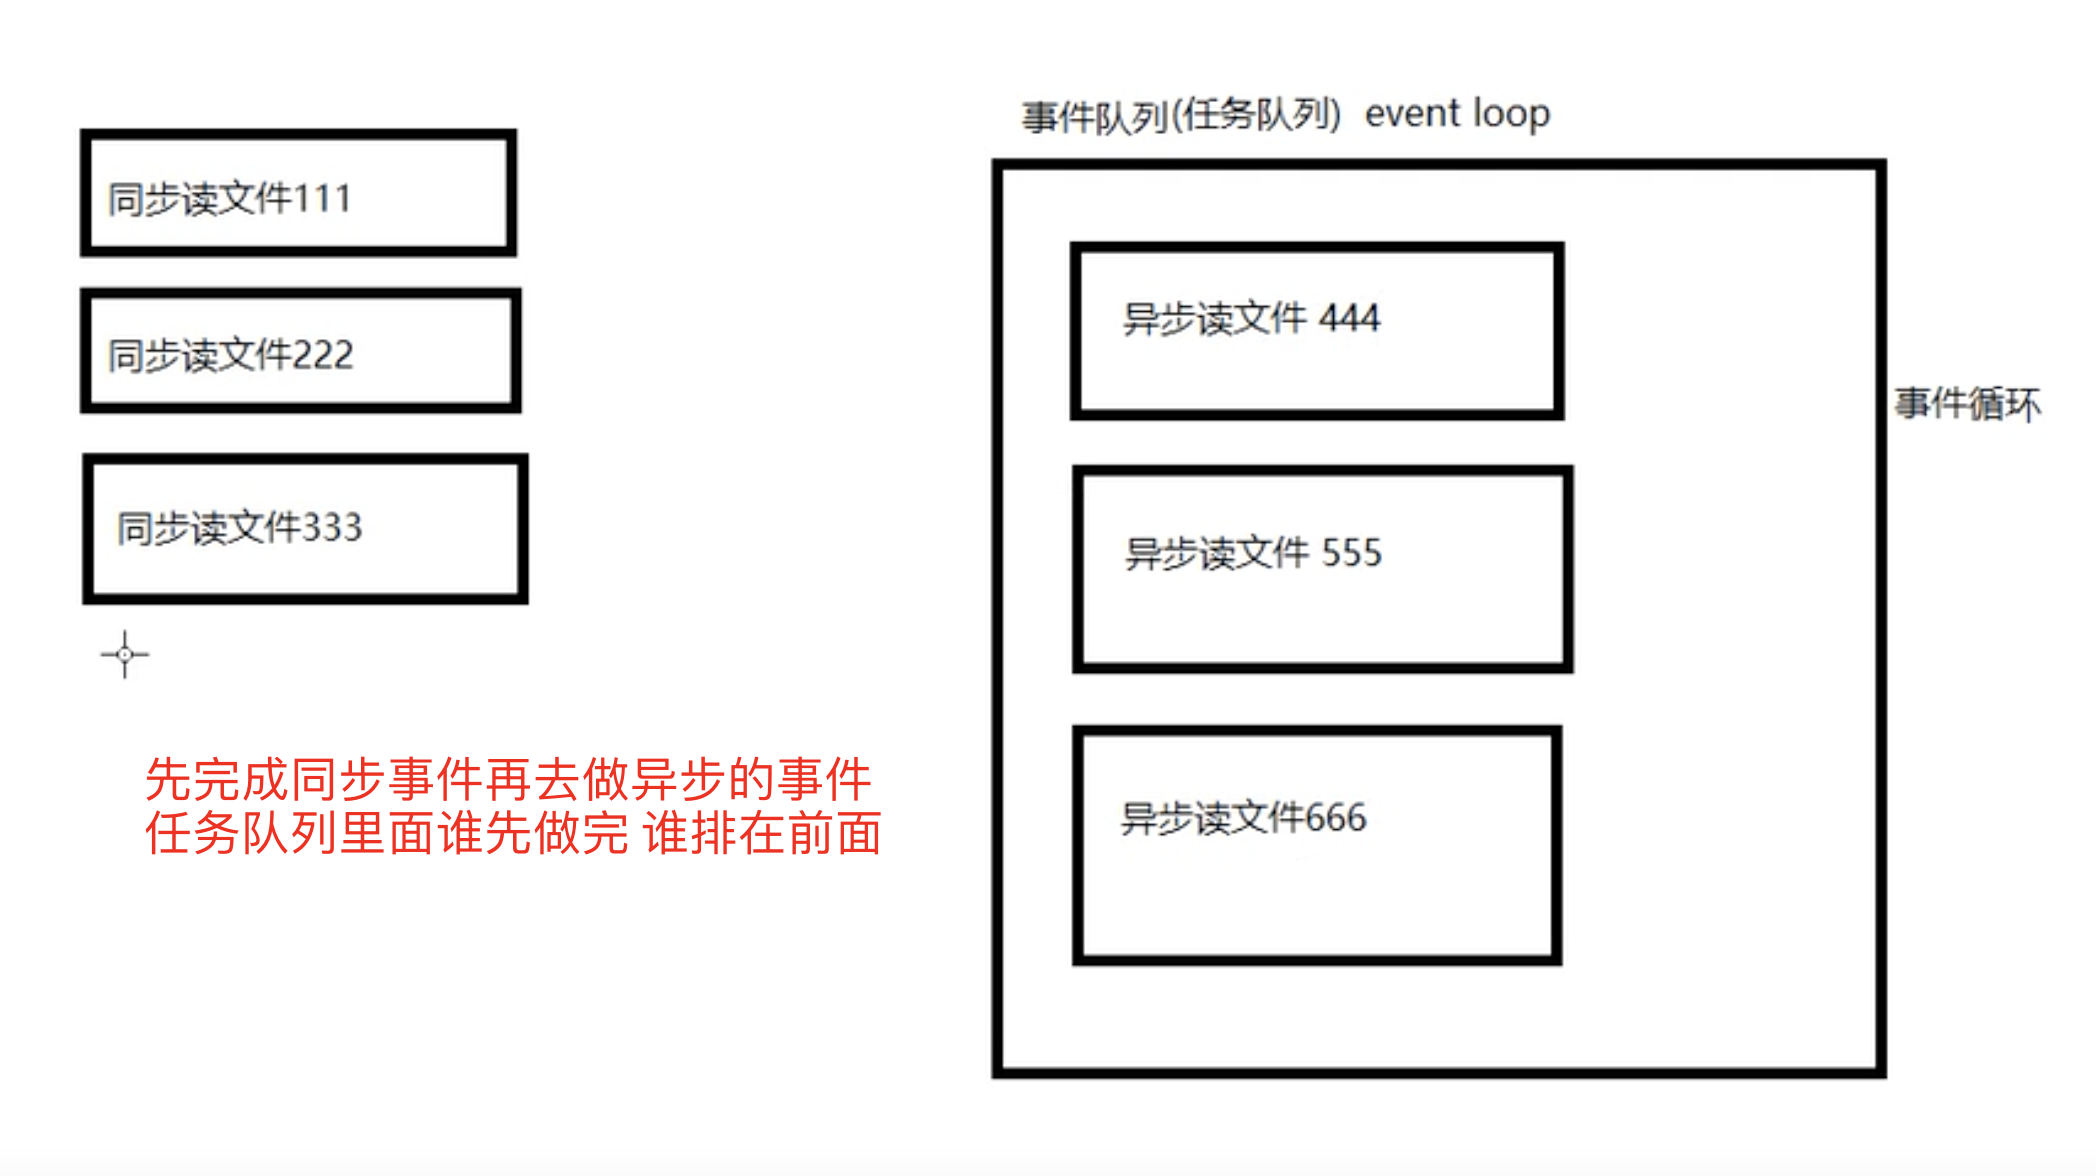 同步读文件111
同步读文件222
同步读文件333
先完成同步事件再去做异步的事件
任务队列里面谁先做完 谁排在前面
事件队列(任务队列) event loop
异步读文件 444
异步读文件 555
异步读文件666
事件循环